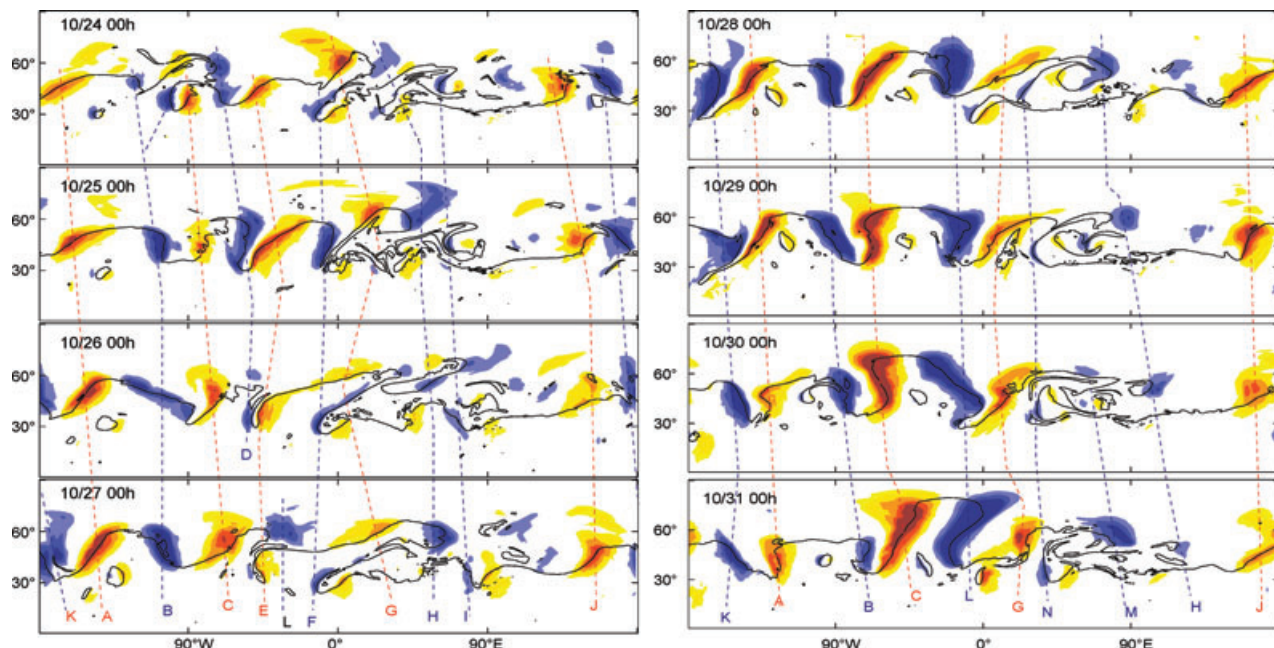 10/24 00h
60°
30°
10/25 00h
60°
30°
10/26 00h
60°
30°
D
10/27 00h
60°
30°
K A B C E L F G H I J
90°W 0° 90°E
10/28 00h
60°
30°
10/29 00h
60°
30°
10/30 00h
60°
30°
10/31 00h
60°
30°
K A B C L G N M H J
90°W 0° 90°E